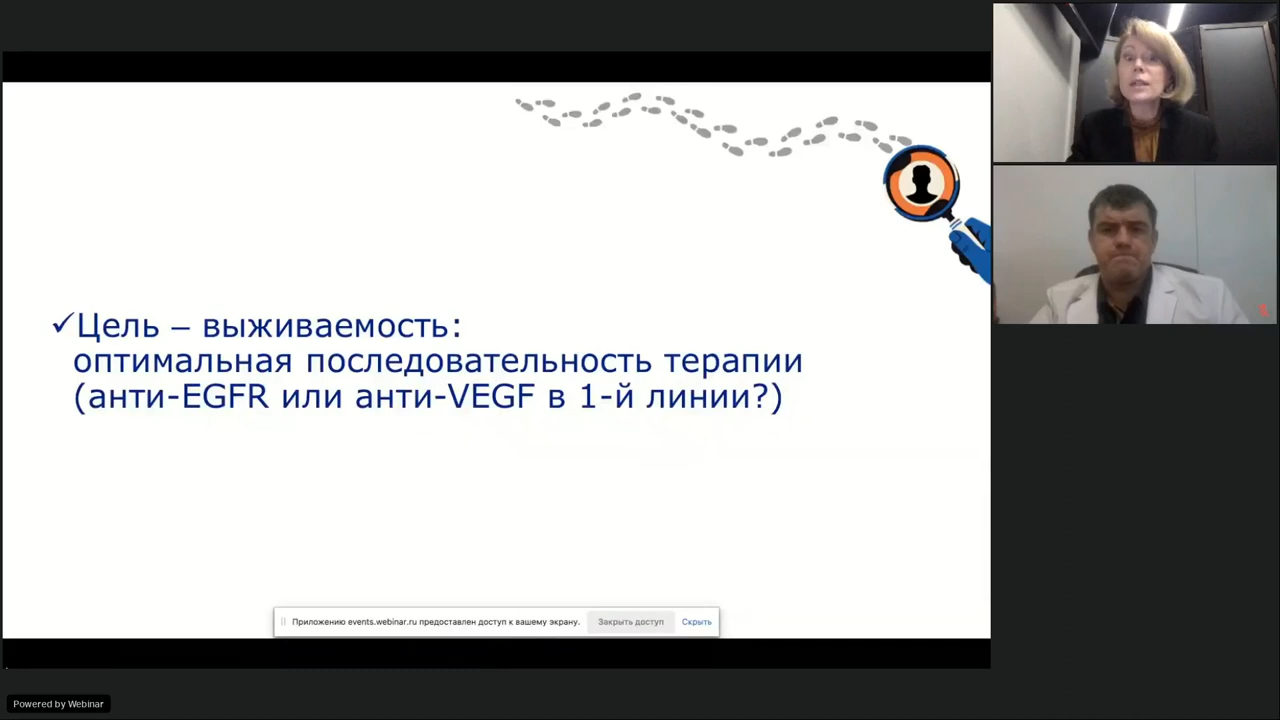 ✓Цель – выживаемость:
оптимальная последовательность терапии
(анти-EGFR или анти-VEGF в 1-й линии?)
Приложению events.webinar.ru предоставлен доступ к вашему экрану. Закрыть доступ Скрыть
Powered by Webinar